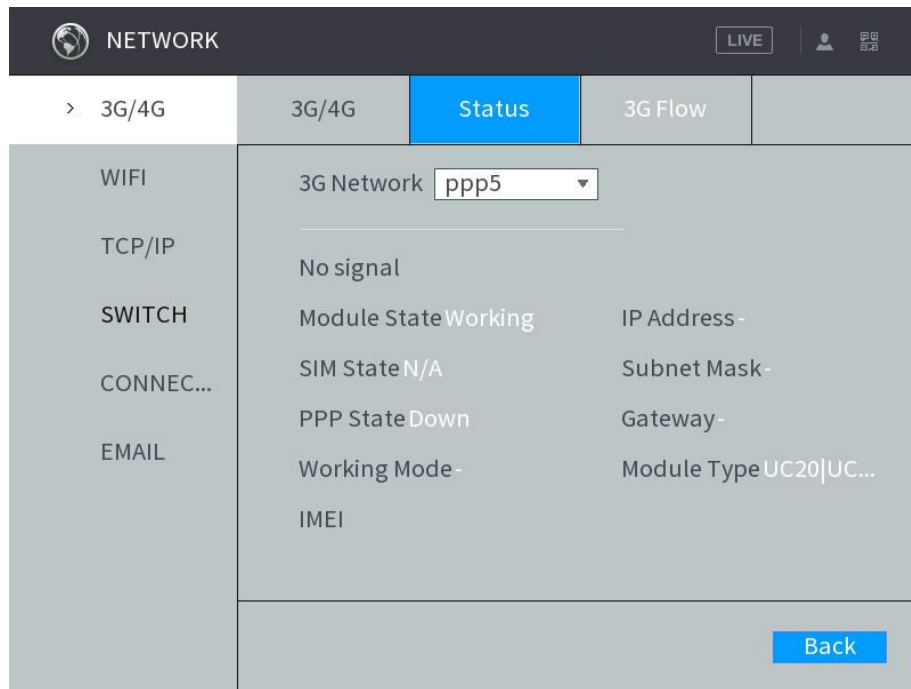 NETWORK
LIVE
> 3G/4G
3G/4G
Status
3G Flow
WIFI
TCP/IP
SWITCH
CONNEC...
EMAIL
3G Network ppp5
No signal
Module State Working
IP Address -
SIM State N/A
Subnet Mask -
PPP State Down
Gateway -
Working Mode -
Module Type UC20|UC...
IMEI
Back